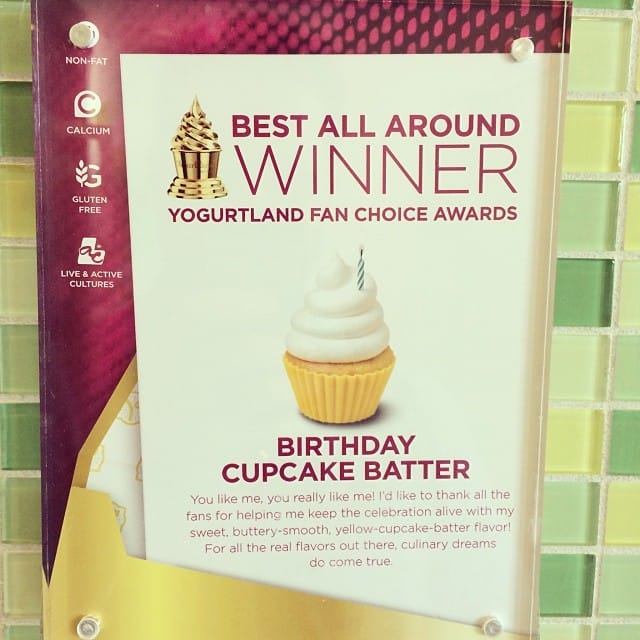 NON-FAT
CALCIUM
GLUTEN
FREE
LIVE & ACTIVE
CULTURES
BEST ALL AROUND
WINNER
YOGURTLAND FAN CHOICE AWARDS
BIRTHDAY
CUPCAKE BATTER
You like me, you really like me! I'd like to thank all the
fans for helping me keep the celebration alive with my
sweet, buttery-smooth, yellow-cupcake-batter flavor!
For all the real flavors out there, culinary dreams
do come true.